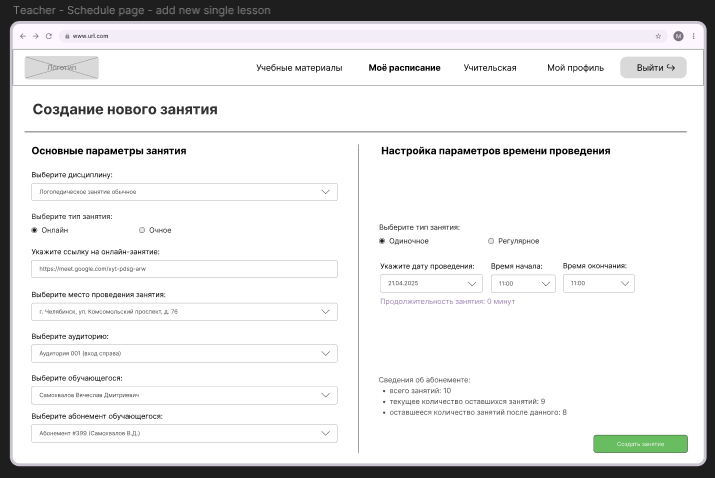 Teacher - Schedule page - add new single lesson
www.url.com
M
Логотип
Учебные материалы
Моё расписание
Учительская
Мой профиль
Выйти
Создание нового занятия
Основные параметры занятия
Выберите дисциплину:
Логопедическое занятие обычное
Выберите тип занятия:
Онлайн
Очное
Укажите ссылку на онлайн-занятие:
https://meet.google.com/xyt-pdsg-arw
Выберите место проведения занятия:
г. Челябинск, ул. Комсомольский проспект, д. 76
Выберите аудиторию:
Аудитория 001 (вход справа)
Выберите обучающегося:
Самохвалов Вечеслав Дмитриевич
Выберите абонемент обучающегося:
Абонемент #399 (Самохвалов В.Д.)
Настройка параметров времени проведения
Выберите тип занятия:
Одиночное
Регулярное
Укажите дату проведения:
Время начала:
Время окончания:
21.04.2025
11:00
11:00
Продолжительность занятия: 0 минут
Сведения об абонементе:
• всего занятий: 10
• текущее количество оставшихся занятий: 9
• оставшееся количество занятий после данного: 8
Создать занятие